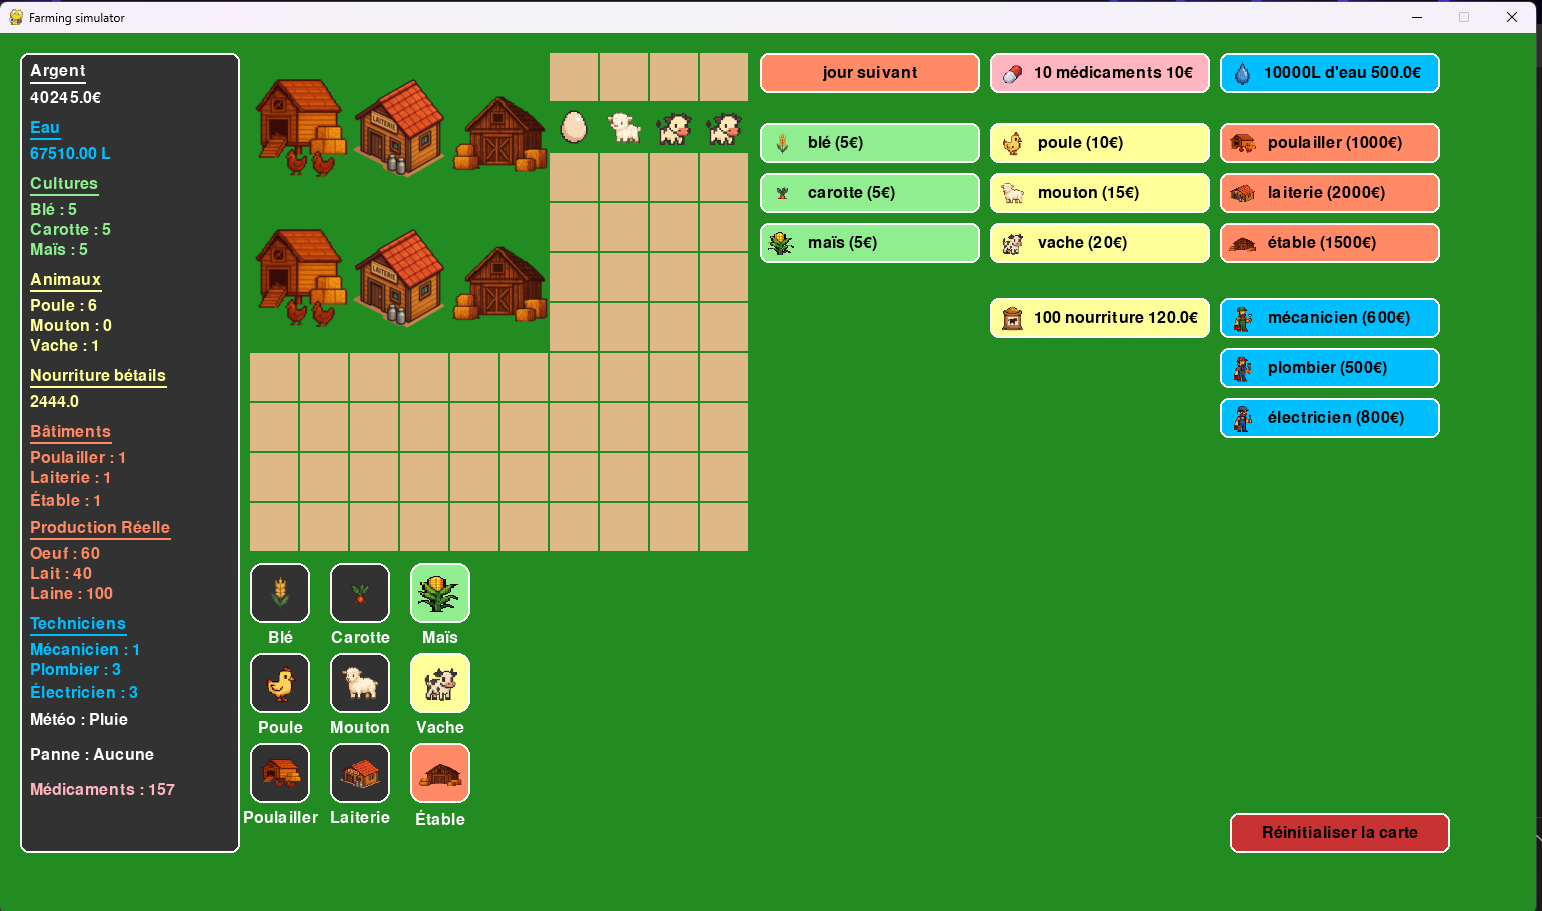 Farming simulator
Argent
40245.0€
Eau
67510.00 L
Cultures
Blé : 5
Carotte : 5
Maïs : 5
Animaux
Poule : 6
Mouton : 0
Vache : 1
Nourriture bétails
2444.0
Bâtiments
Poulailler : 1
Laiterie : 1
Étable : 1
Production Réelle
Oeuf : 60
Lait : 40
Laine : 100
Techniciens
Mécanicien : 1
Plombier : 3
Électricien : 3
Météo : Pluie
Panne : Aucune
Médicaments : 157
LAITERIE
LAITERIE
Blé
Carotte
Maïs
Poule
Mouton
Vache
Poulailler
Laiterie
Étable
jour suivant
10 médicaments 10€
10000L d'eau 500.0€
blé (5€)
poule (10€)
poulailler (1000€)
carotte (5€)
mouton (15€)
laiterie (2000€)
maïs (5€)
vache (20€)
étable (1500€)
100 nourriture 120.0€
mécanicien (600€)
plombier (500€)
électricien (800€)
Réinitialiser la carte